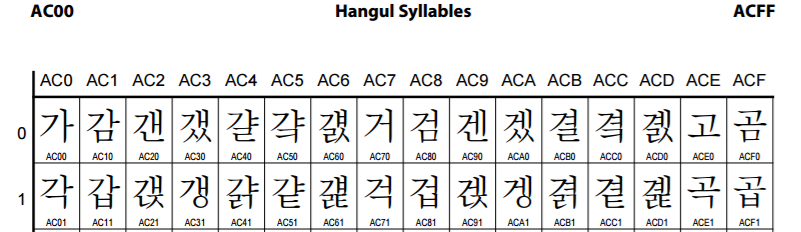 AC00 Hangul Syllables ACFF
AC0 AC1 AC2 AC3 AC4 AC5 AC6 AC7 AC8 AC9 ACA ACB ACC ACD ACE ACF
0 가 감 갠 갰 걀 걐 걠 거 검 겐 겠 결 곀 곐 고 곰
AC00 AC10 AC20 AC30 AC40 AC50 AC60 AC70 AC80 AC90 ACA0 ACB0 ACC0 ACD0 ACE0 ACF0
1 각 갑 갡 갱 걁 걑 걡 걱 겁 겑 겡 결 곁 곑 곡 곱
AC01 AC11 AC21 AC31 AC41 AC51 AC61 AC71 AC81 AC91 ACA1 ACB1 ACC1 ACD1 ACE1 ACF1